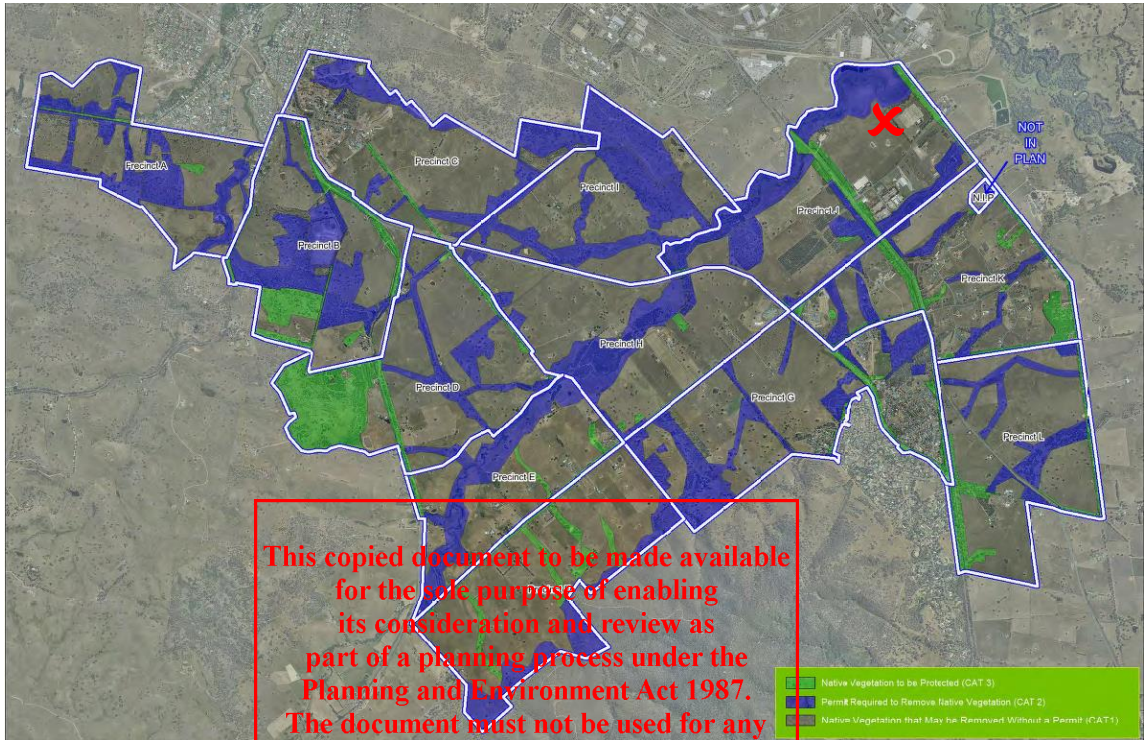 NOT
IN
PLAN
N.I.P
Precinct A
Precinct C
Precinct I
Precinct J
Precinct B
Precinct K
Precinct H
Precinct D
Precinct G
Precinct L
Precinct E
This copied document to be made available
for the sole purpose of enabling
its consideration and review as
part of a planning process under the
Planning and Environment Act 1987.
The document must not be used for any
Native Vegetation to be Protected (CAT 3)
Permit Required to Remove Native Vegetation (CAT 2)
Native Vegetation that May be Removed Without a Permit (CAT1)